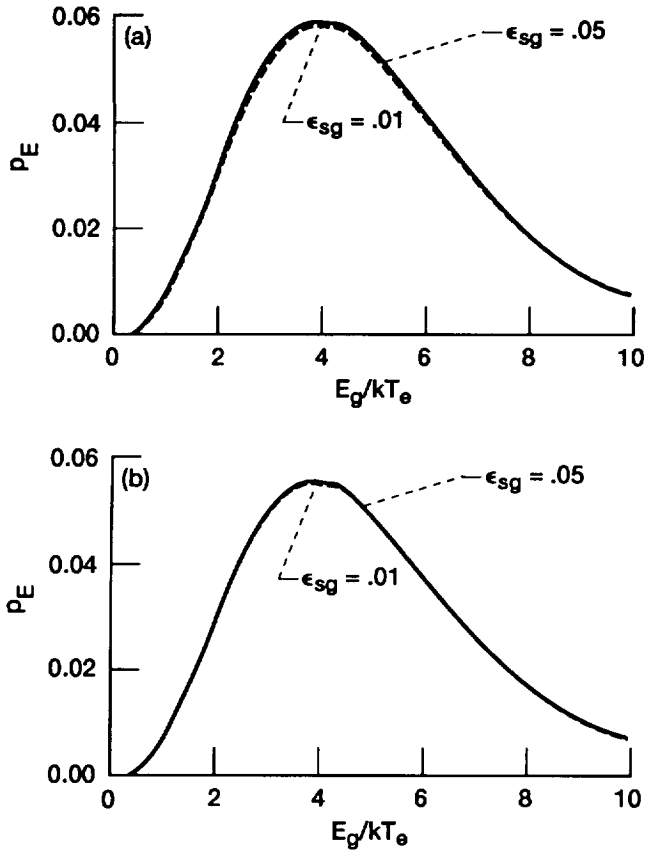 0.06
(a)
ϵsg = .05
0.04
ϵsg = .01
pE
0.02
0.00
0 2 4 6 8 10
Eg/kTe
0.06
(b)
ϵsg = .05
0.04
ϵsg = .01
pE
0.02
0.00
0 2 4 6 8 10
Eg/kTe